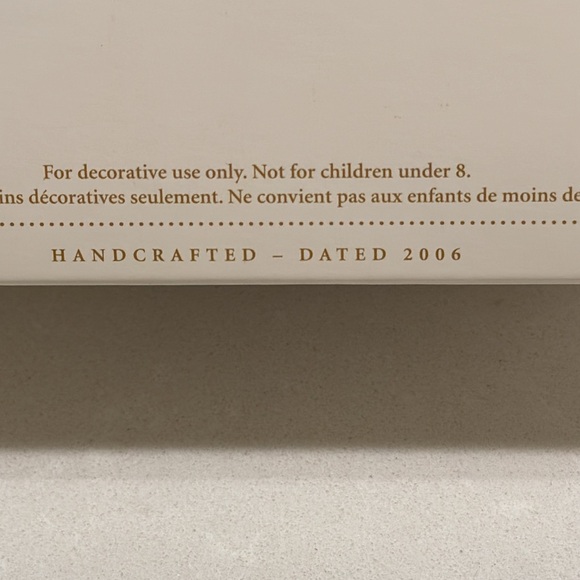 For decorative use only. Not for children under 8.
décoratives seulement. Ne convient pas aux enfants de moins de
HANDCRAFTED – DATED 2006